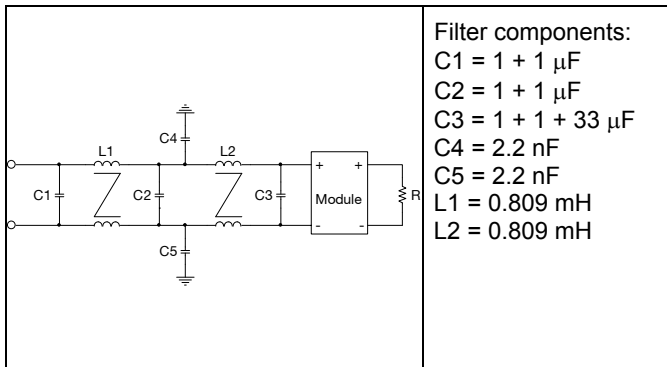 C4
L1
L2
C1
C2
C3
+
+
Module
R
-
-
C5
Filter components:
C1 = 1 + 1 μF
C2 = 1 + 1 μF
C3 = 1 + 1 + 33 μF
C4 = 2.2 nF
C5 = 2.2 nF
L1 = 0.809 mH
L2 = 0.809 mH